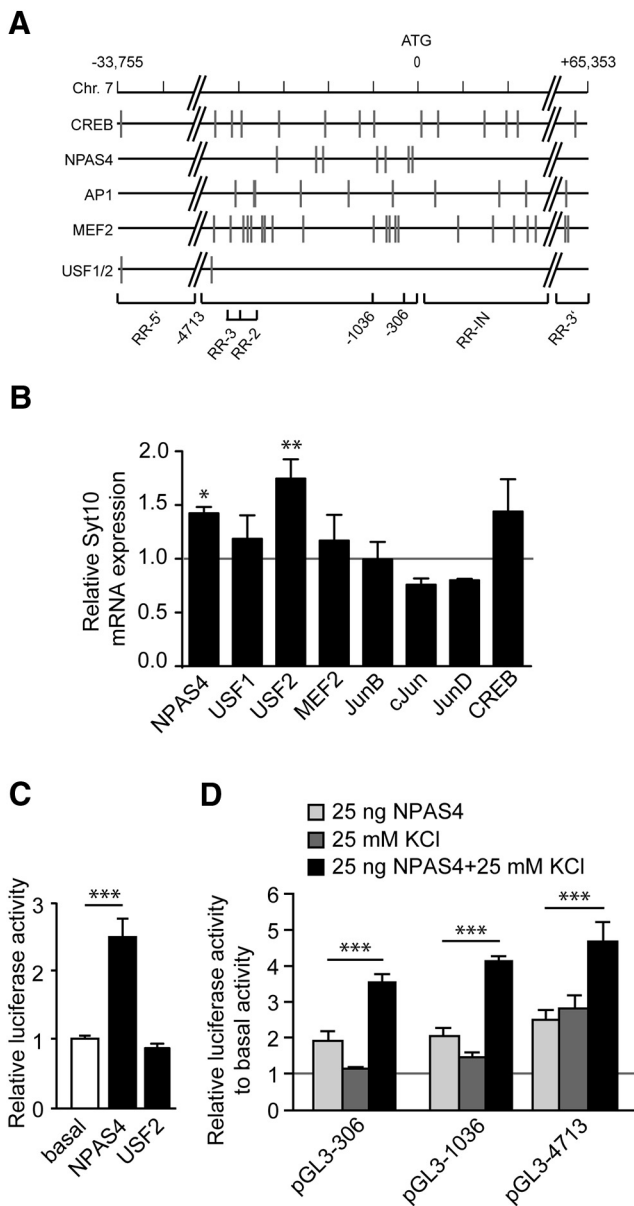 A
ATG
-33,755 0 +65,353
Chr. 7
CREB
NPAS4
AP1
MEF2
USF1/2
RR-5' -4713 RR-3 RR-2 -1036 -306 RR-IN RR-3'
B
Relative Syt10
mRNA expression
2.0
1.5
1.0
0.5
0.0
* **
NPAS4 USF1 USF2 MEF2 JunB cJun JunD CREB
C
Relative luciferase activity
3
2
1
0
***
basal NPAS4 USF2
D
25 ng NPAS4
25 mM KCl
25 ng NPAS4+25 mM KCl
Relative luciferase activity
to basal activity
6
5
4
3
2
1
0
*** *** ***
pGL3-306 pGL3-1036 pGL3-4713